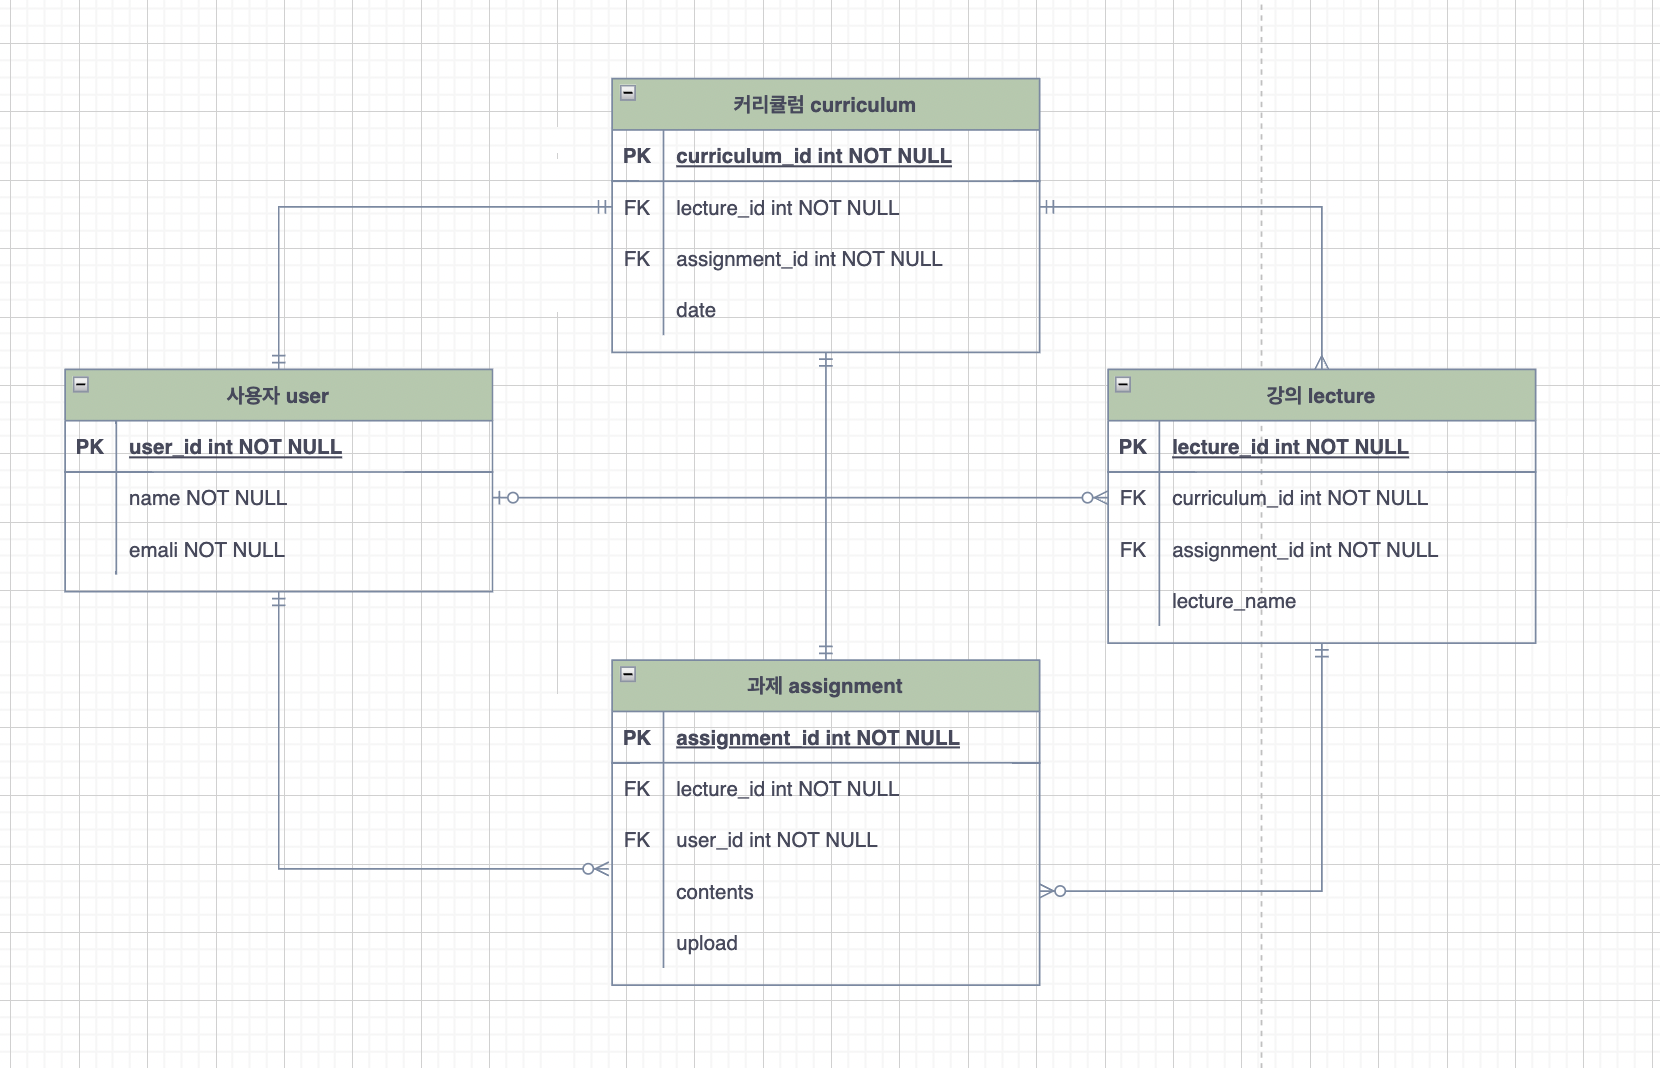 커리큘럼 curriculum
PK curriculum_id int NOT NULL
FK lecture_id int NOT NULL
FK assignment_id int NOT NULL
date
사용자 user
PK user_id int NOT NULL
name NOT NULL
emali NOT NULL
강의 lecture
PK lecture_id int NOT NULL
FK curriculum_id int NOT NULL
FK assignment_id int NOT NULL
lecture_name
과제 assignment
PK assignment_id int NOT NULL
FK lecture_id int NOT NULL
FK user_id int NOT NULL
contents
upload